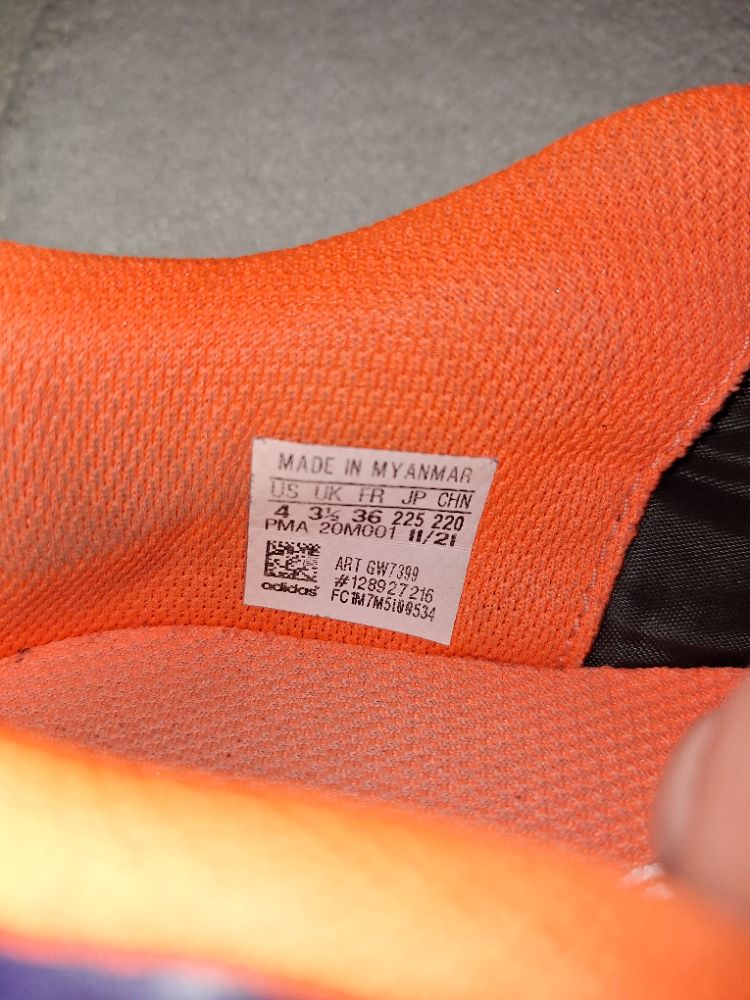 MADE IN MYANMAR
US UK FR JP CHN
4 3½ 36 225 220
PMA 20M001 11/21
ART GW7399
#128927216
adidas FC1M7M5I00534